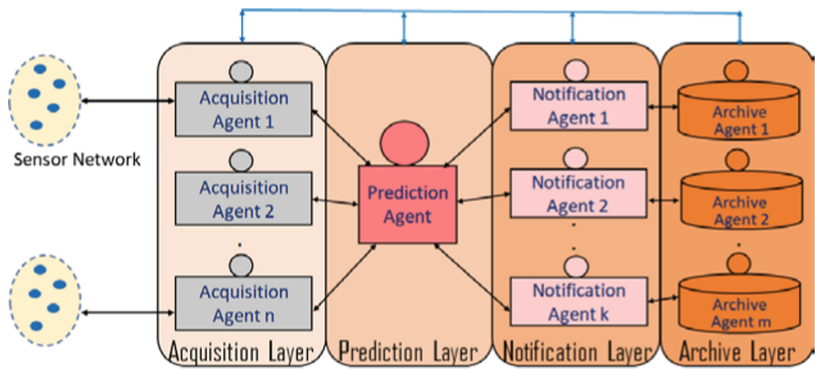 Sensor Network
Acquisition
Agent 1
Acquisition
Agent 2
.
Acquisition
Agent n
Acquisition Layer
Prediction
Agent
Prediction Layer
Notification
Agent 1
Notification
Agent 2
.
.
Notification
Agent k
Notification Layer
Archive
Agent 1
Archive
Agent 2
.
Archive
Agent m
Archive Layer